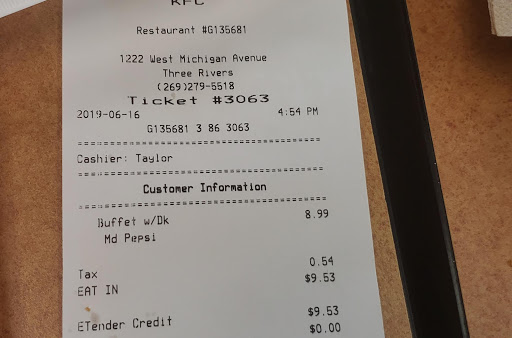 KFC
Restaurant #G135681
1222 West Michigan Avenue
Three Rivers
(269)279-5518
Ticket #3063
2019-06-16 4:54 PM
G135681 3 86 3063
Cashier: Taylor
Customer Information
Buffet w/Dk 8.99
Md Pepsi
Tax 0.54
EAT IN $9.53
ETender Credit $9.53
$0.00